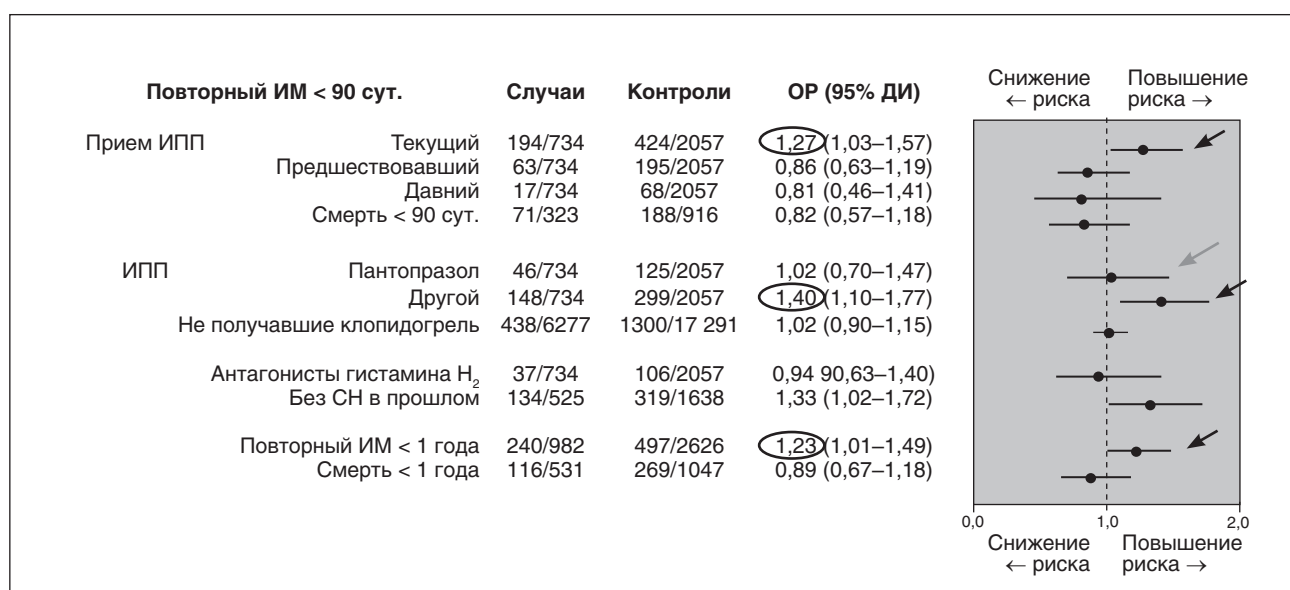 Снижение Повышение
← риска риска →
Повторный ИМ < 90 сут. Случаи Контроли ОР (95% ДИ)
Прием ИПП Текущий 194/734 424/2057 1,27 (1,03–1,57)
Предшествовавший 63/734 195/2057 0,86 (0,63–1,19)
Давний 17/734 68/2057 0,81 (0,46–1,41)
Смерть < 90 сут. 71/323 188/916 0,82 (0,57–1,18)
ИПП Пантопразол 46/734 125/2057 1,02 (0,70–1,47)
Другой 148/734 299/2057 1,40 (1,10–1,77)
Не получавшие клопидогрель 438/6277 1300/17 291 1,02 (0,90–1,15)
Антагонисты гистамина H₂ 37/734 106/2057 0,94 90,63–1,40)
Без СН в прошлом 134/525 319/1638 1,33 (1,02–1,72)
Повторный ИМ < 1 года 240/982 497/2626 1,23 (1,01–1,49)
Смерть < 1 года 116/531 269/1047 0,89 (0,67–1,18)
0,0 1,0 2,0
Снижение Повышение
← риска риска →